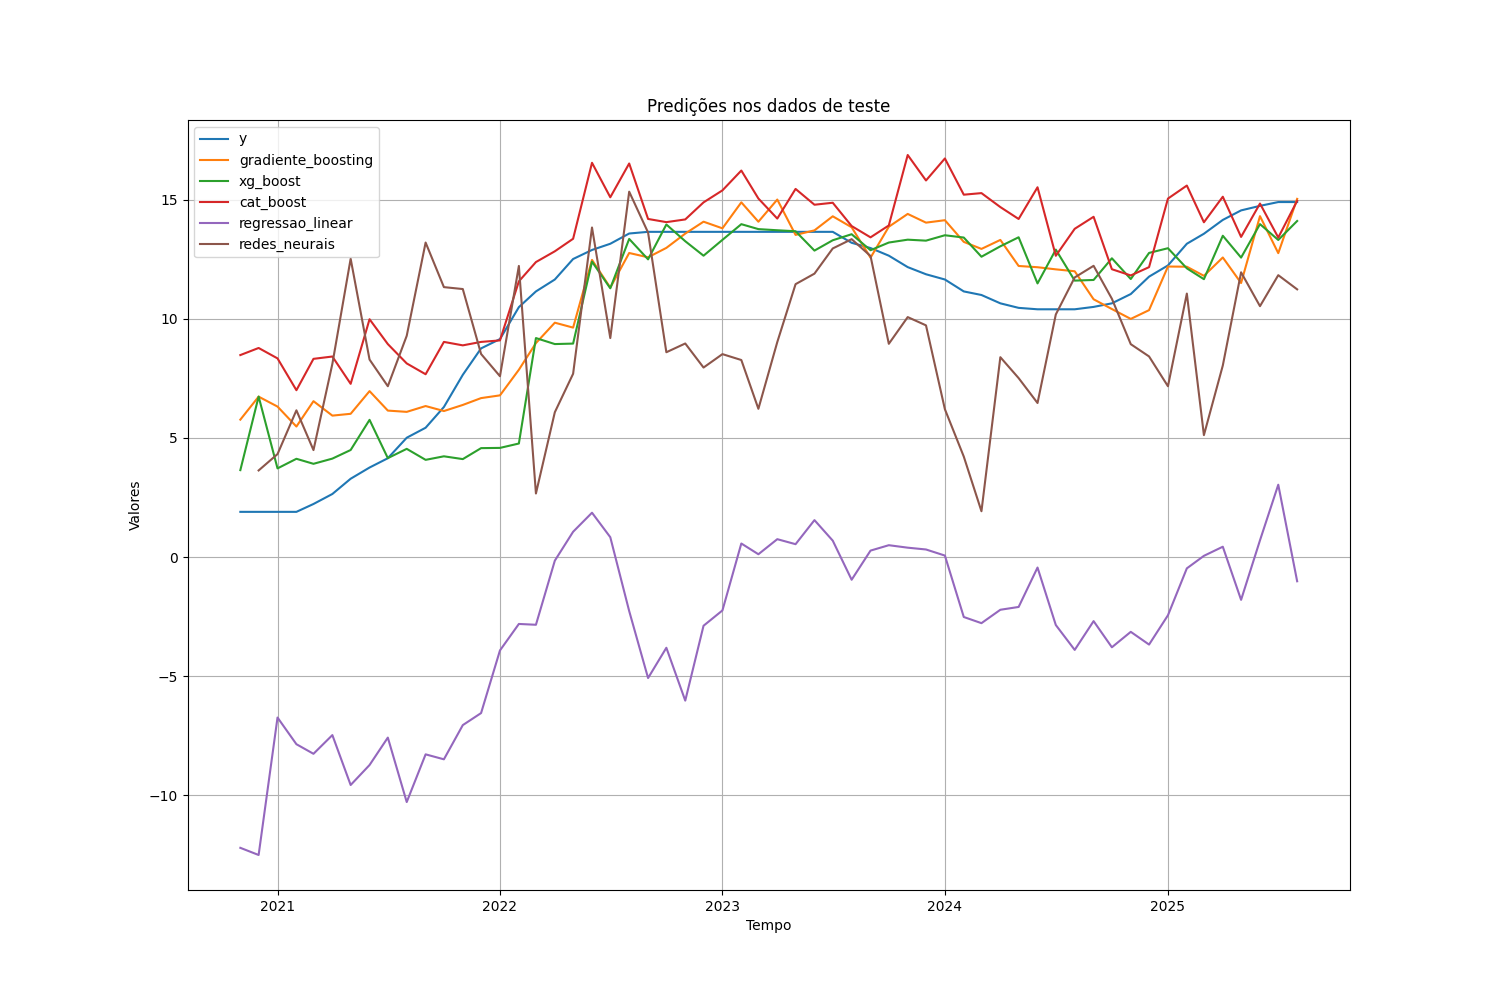 Predições nos dados de teste
y
gradiente_boosting
xg_boost
cat_boost
regressao_linear
redes_neurais
15
10
5
0
−5
−10
Valores
2021 2022 2023 2024 2025
Tempo